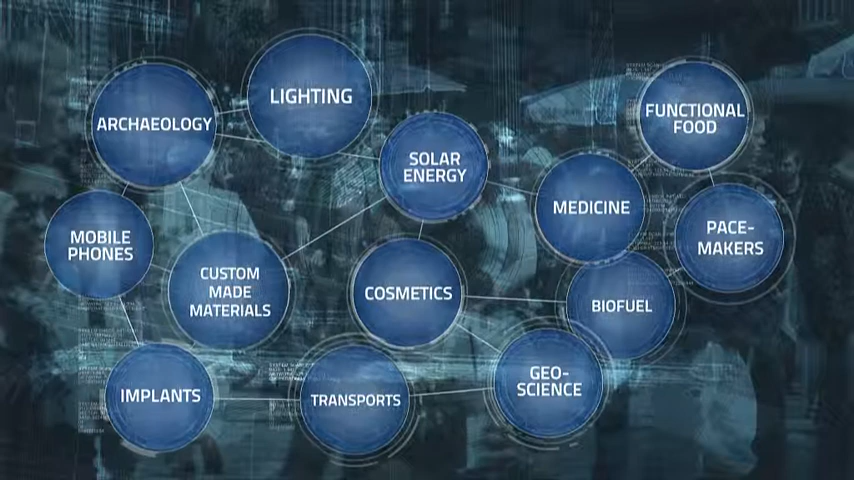 LIGHTING
ARCHAEOLOGY
FUNCTIONAL
FOOD
SOLAR
ENERGY
MEDICINE
MOBILE
PHONES
PACE-
MAKERS
CUSTOM
MADE
MATERIALS
COSMETICS
BIOFUEL
GEO-
SCIENCE
IMPLANTS
TRANSPORTS